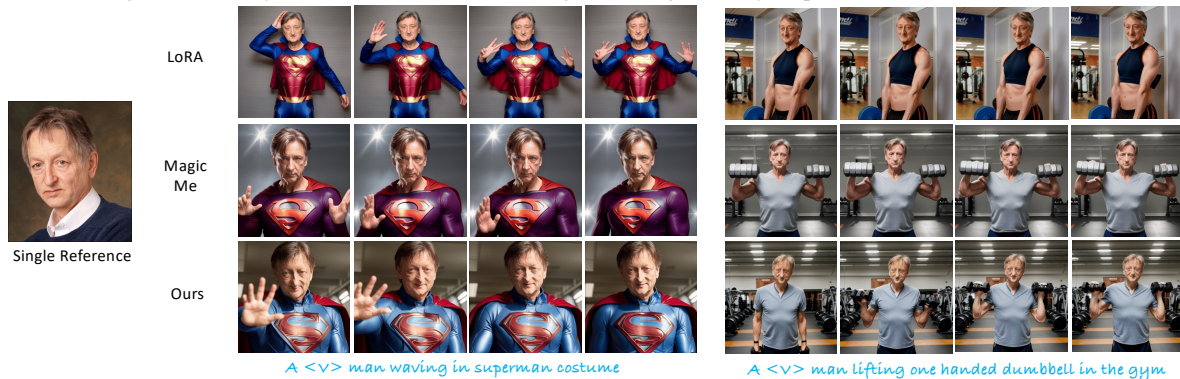 LoRA
Magic
Me
Single Reference
Ours
A <v> man waving in superman costume
A <v> man lifting one handed dumbbell in the gym